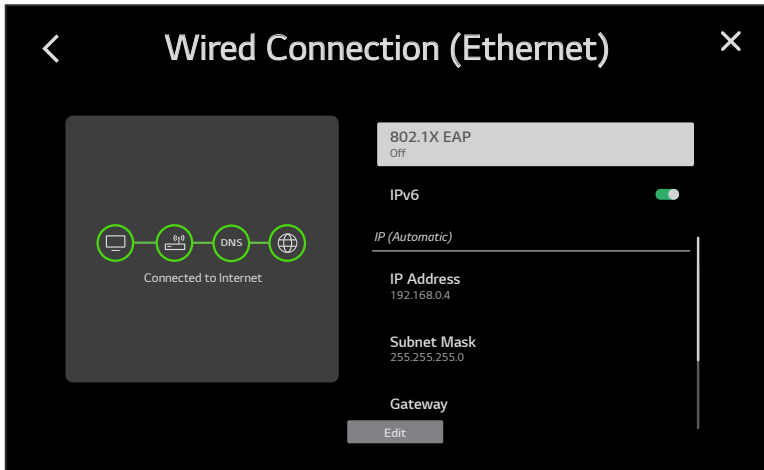 Wired Connection (Ethernet)
DNS
Connected to Internet
802.1X EAP
Off
IPv6
IP (Automatic)
IP Address
192.168.0.4
Subnet Mask
255.255.255.0
Gateway
Edit